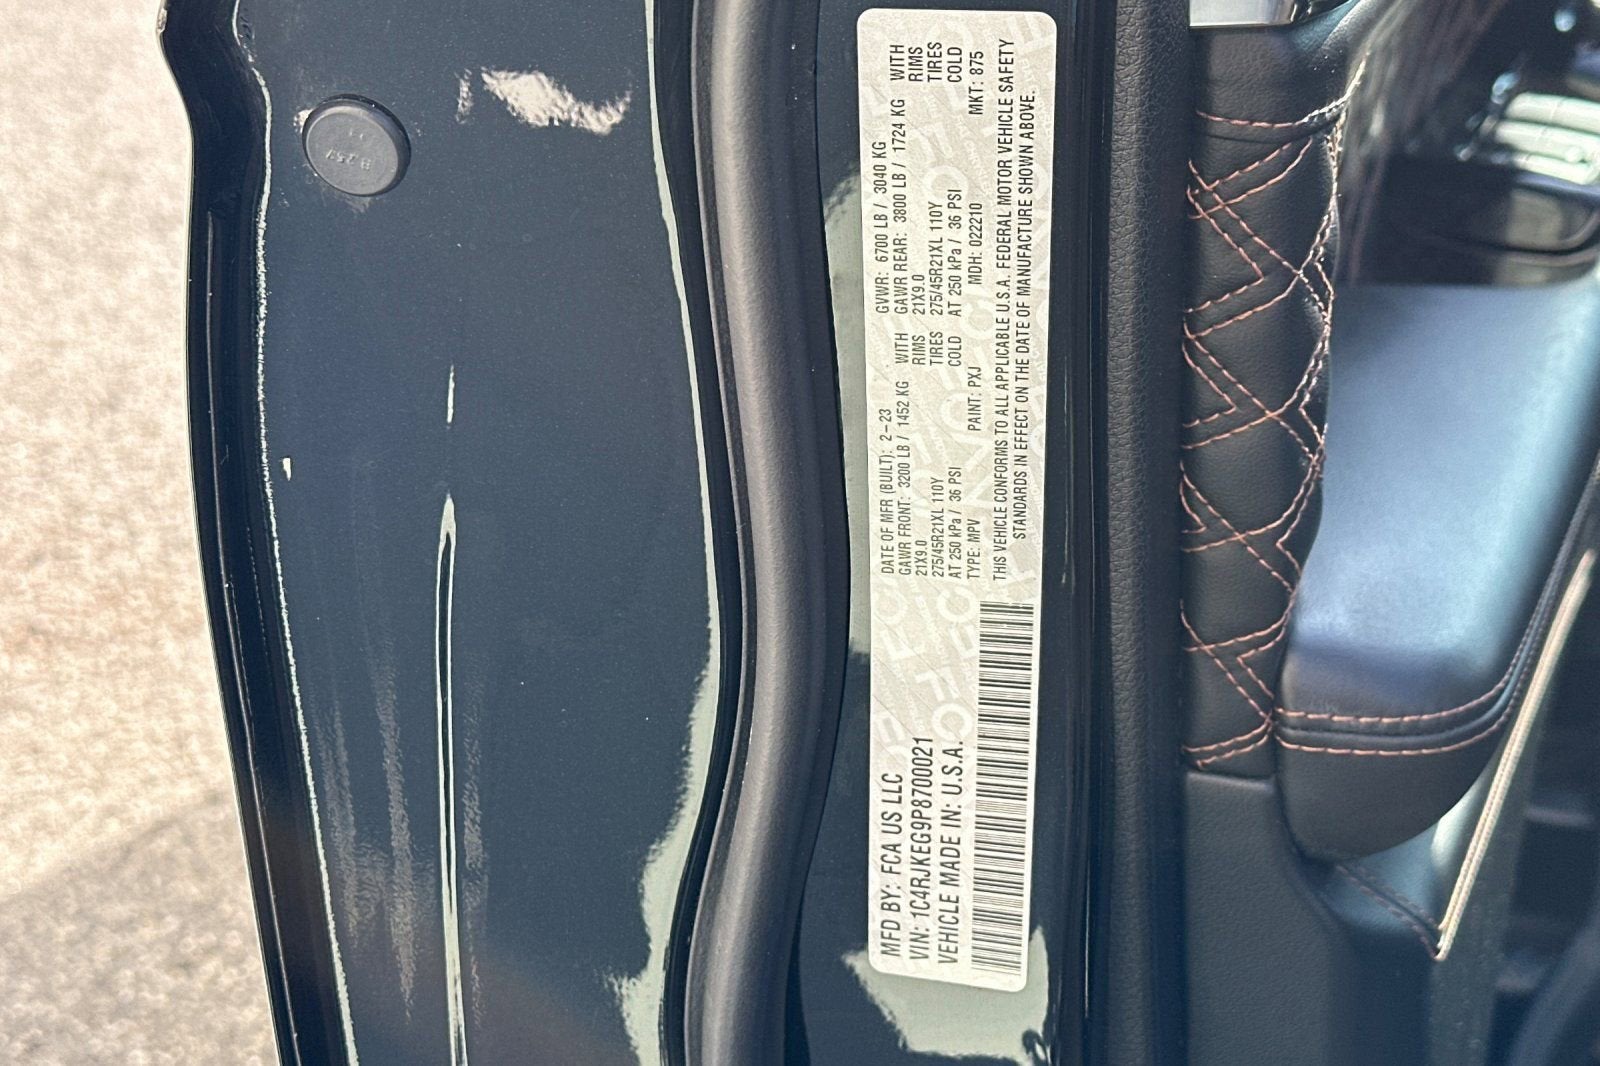 MFD BY: FCA US LLC
VIN: 1C4RJKEG9P8700021
VEHICLE MADE IN: U.S.A.
DATE OF MFR (BUILT): 2-23
GAWR FRONT: 3200 LB / 1452 KG WITH
21X9.0 RIMS
275/45R21XL 110Y TIRES
AT 250 kPa / 36 PSI COLD
GVWR: 6700 LB / 3040 KG
GAWR REAR: 3800 LB / 1724 KG WITH
21X9.0 RIMS
275/45R21XL 110Y TIRES
AT 250 kPa / 36 PSI COLD
TYPE: MPV PAINT: PXJ MDH: 022210 MKT: 875
THIS VEHICLE CONFORMS TO ALL APPLICABLE U.S.A. FEDERAL MOTOR VEHICLE SAFETY
STANDARDS IN EFFECT ON THE DATE OF MANUFACTURE SHOWN ABOVE.